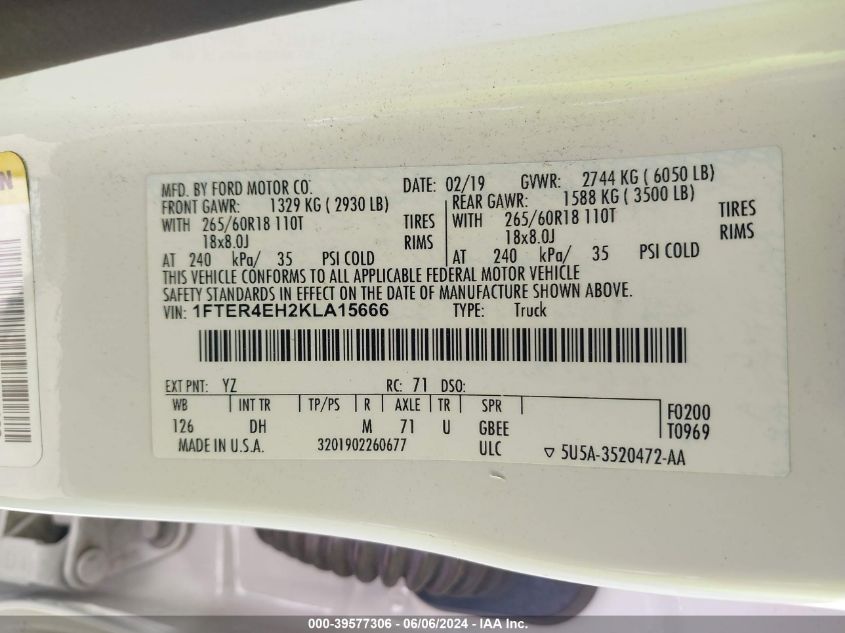 MFD. BY FORD MOTOR CO. DATE: 02/19 GVWR: 2744 KG ( 6050 LB)
FRONT GAWR: 1329 KG ( 2930 LB) REAR GAWR: 1588 KG ( 3500 LB)
WITH 265/60R18 110T TIRES WITH 265/60R18 110T TIRES
18x8.0J RIMS 18x8.0J RIMS
AT 240 kPa/ 35 PSI COLD AT 240 kPa/ 35 PSI COLD
THIS VEHICLE CONFORMS TO ALL APPLICABLE FEDERAL MOTOR VEHICLE
SAFETY STANDARDS IN EFFECT ON THE DATE OF MANUFACTURE SHOWN ABOVE.
VIN: 1FTER4EH2KLA15666 TYPE: Truck
EXT PNT: YZ RC: 71 DSO:
WB INT TR TP/PS R AXLE TR SPR F0200
126 DH M 71 U GBEE T0969
MADE IN U.S.A. 3201902260677 ULC ▽ 5U5A-3520472-AA
000-39577306 - 06/06/2024 - IAA Inc.